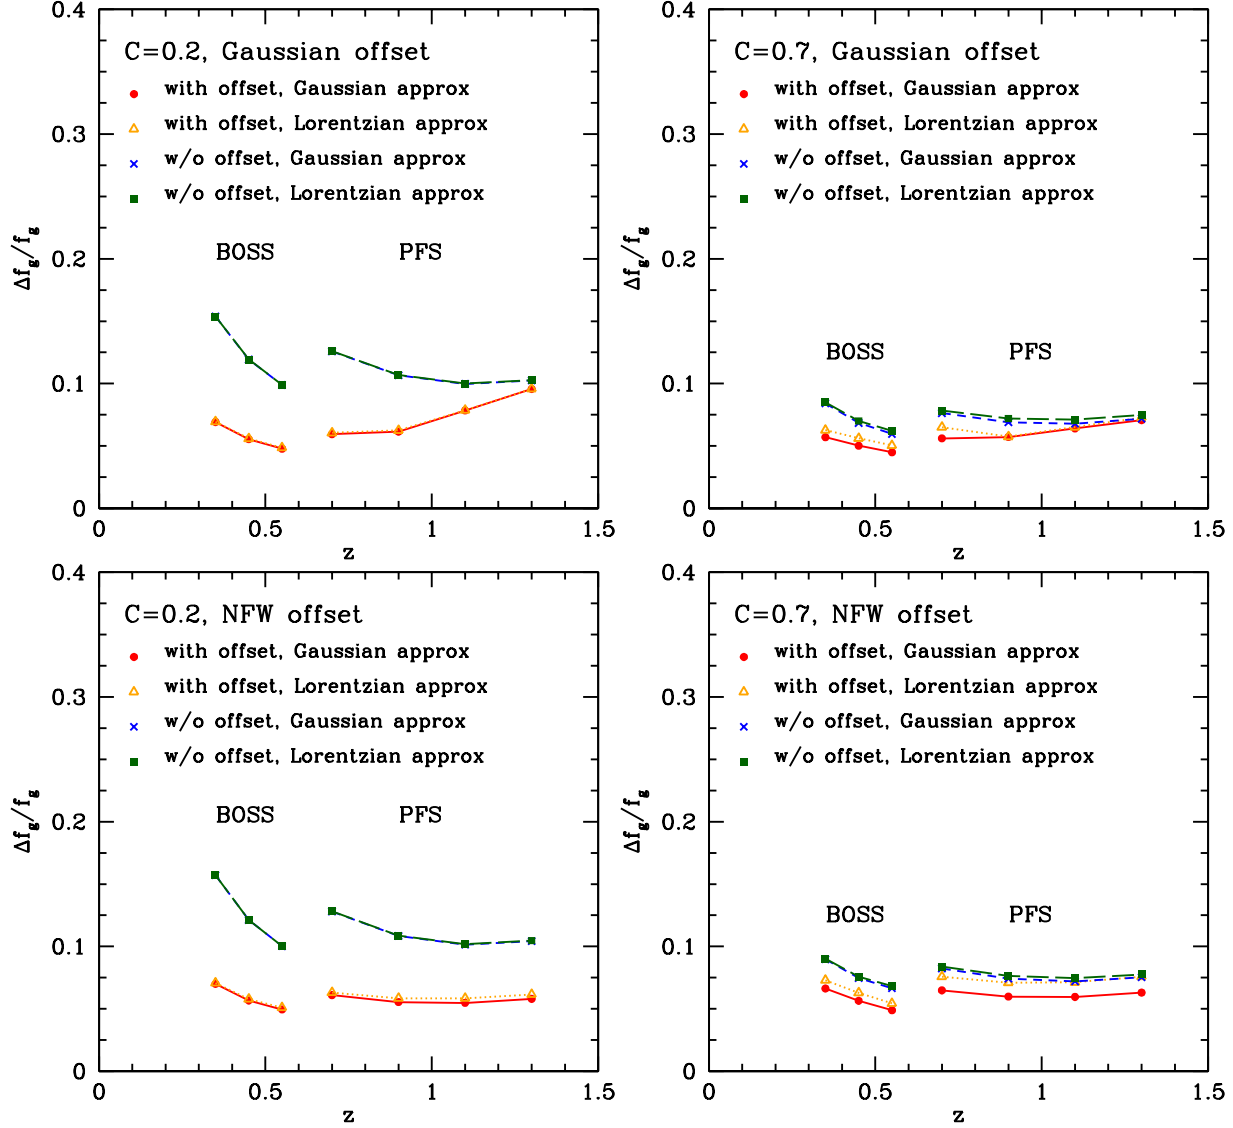 0.4
C=0.2, Gaussian offset
with offset, Gaussian approx
with offset, Lorentzian approx
0.3
w/o offset, Gaussian approx
w/o offset, Lorentzian approx
BOSS PFS
0.2
Δf_g/f_g
0.1
0
0 0.5 1 1.5
z
0.4
C=0.7, Gaussian offset
with offset, Gaussian approx
with offset, Lorentzian approx
0.3
w/o offset, Gaussian approx
w/o offset, Lorentzian approx
0.2
Δf_g/f_g
BOSS PFS
0.1
0
0 0.5 1 1.5
z
0.4
C=0.2, NFW offset
with offset, Gaussian approx
with offset, Lorentzian approx
0.3
w/o offset, Gaussian approx
w/o offset, Lorentzian approx
BOSS PFS
0.2
Δf_g/f_g
0.1
0
0 0.5 1 1.5
z
0.4
C=0.7, NFW offset
with offset, Gaussian approx
with offset, Lorentzian approx
0.3
w/o offset, Gaussian approx
w/o offset, Lorentzian approx
0.2
Δf_g/f_g
BOSS PFS
0.1
0
0 0.5 1 1.5
z